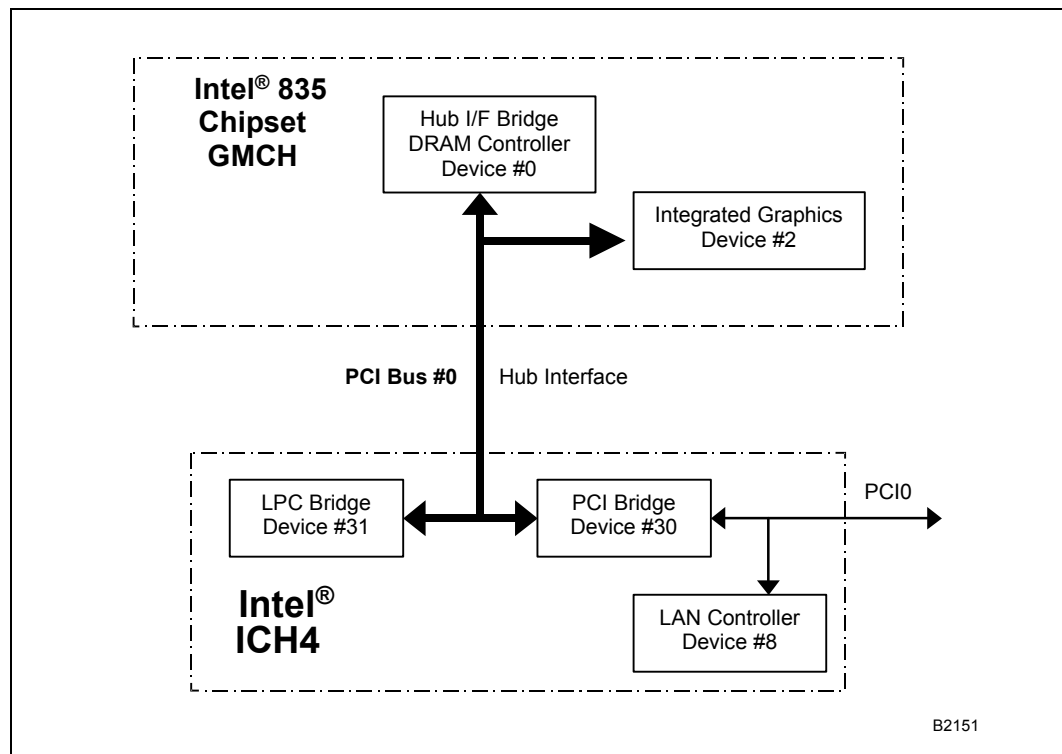 Intel® 835
Chipset
GMCH
Hub I/F Bridge
DRAM Controller
Device #0
Integrated Graphics
Device #2
PCI Bus #0
Hub Interface
LPC Bridge
Device #31
PCI Bridge
Device #30
PCI0
Intel®
ICH4
LAN Controller
Device #8
B2151